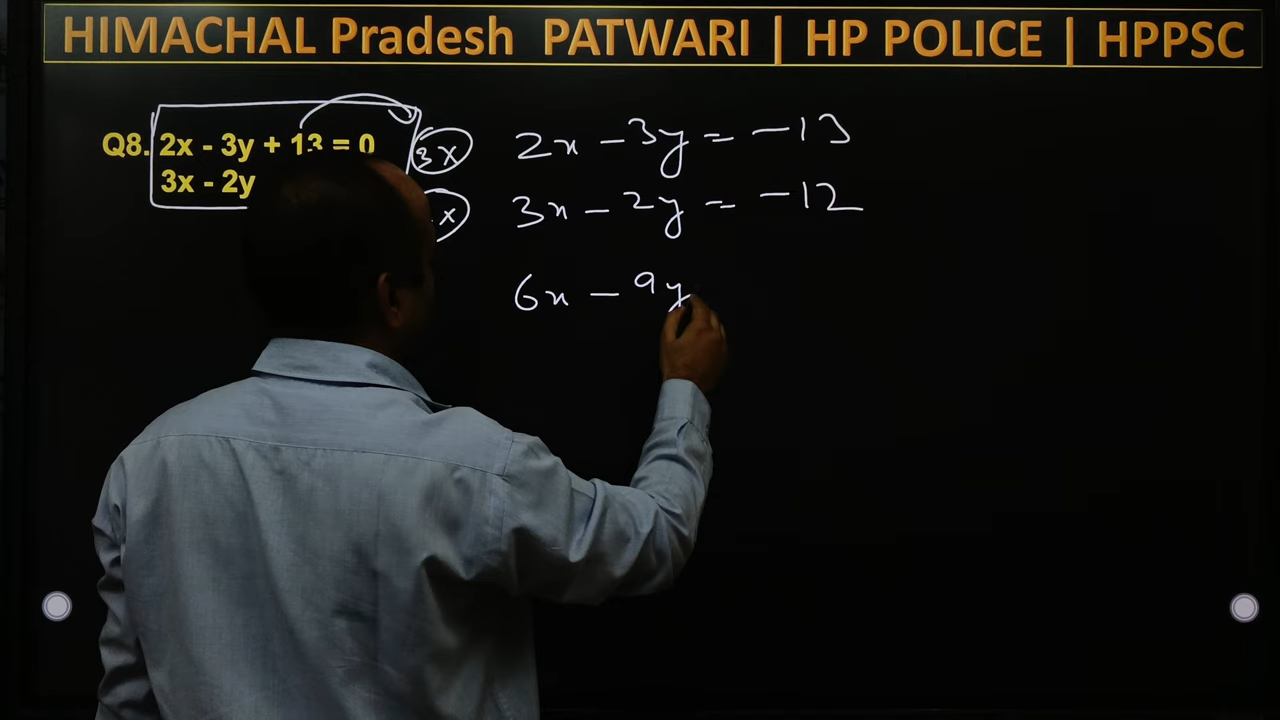 HIMACHAL Pradesh PATWARI | HP POLICE | HPPSC
Q8. 2x - 3y + 13 = 0
3x - 2y
3x 2x - 3y = -13
x 3x - 2y = -12
6x - 9y